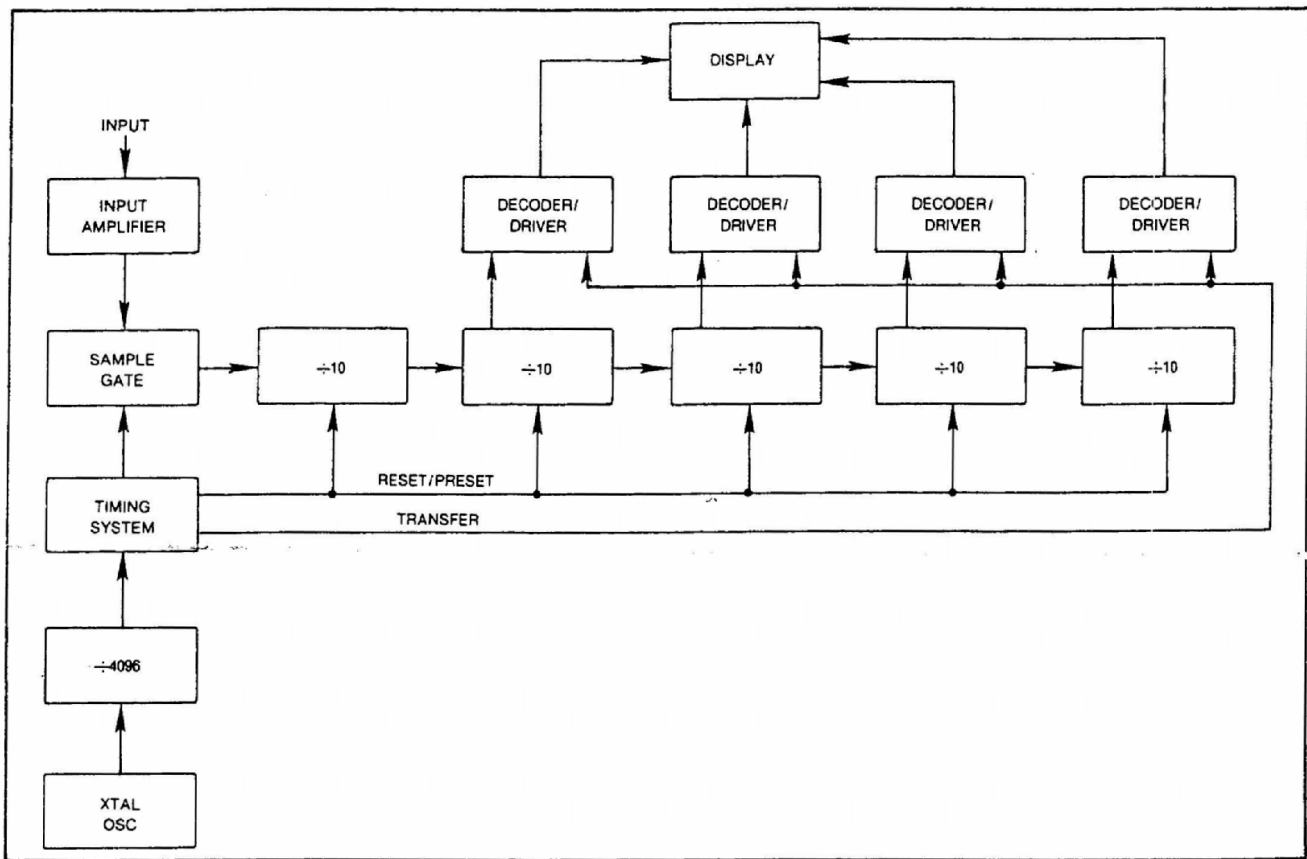 DISPLAY
INPUT
INPUT
AMPLIFIER
DECODER/
DRIVER
DECODER/
DRIVER
DECODER/
DRIVER
DECODER/
DRIVER
SAMPLE
GATE
÷10
÷10
÷10
÷10
÷10
RESET/PRESET
TIMING
SYSTEM
TRANSFER
÷4096
XTAL
OSC